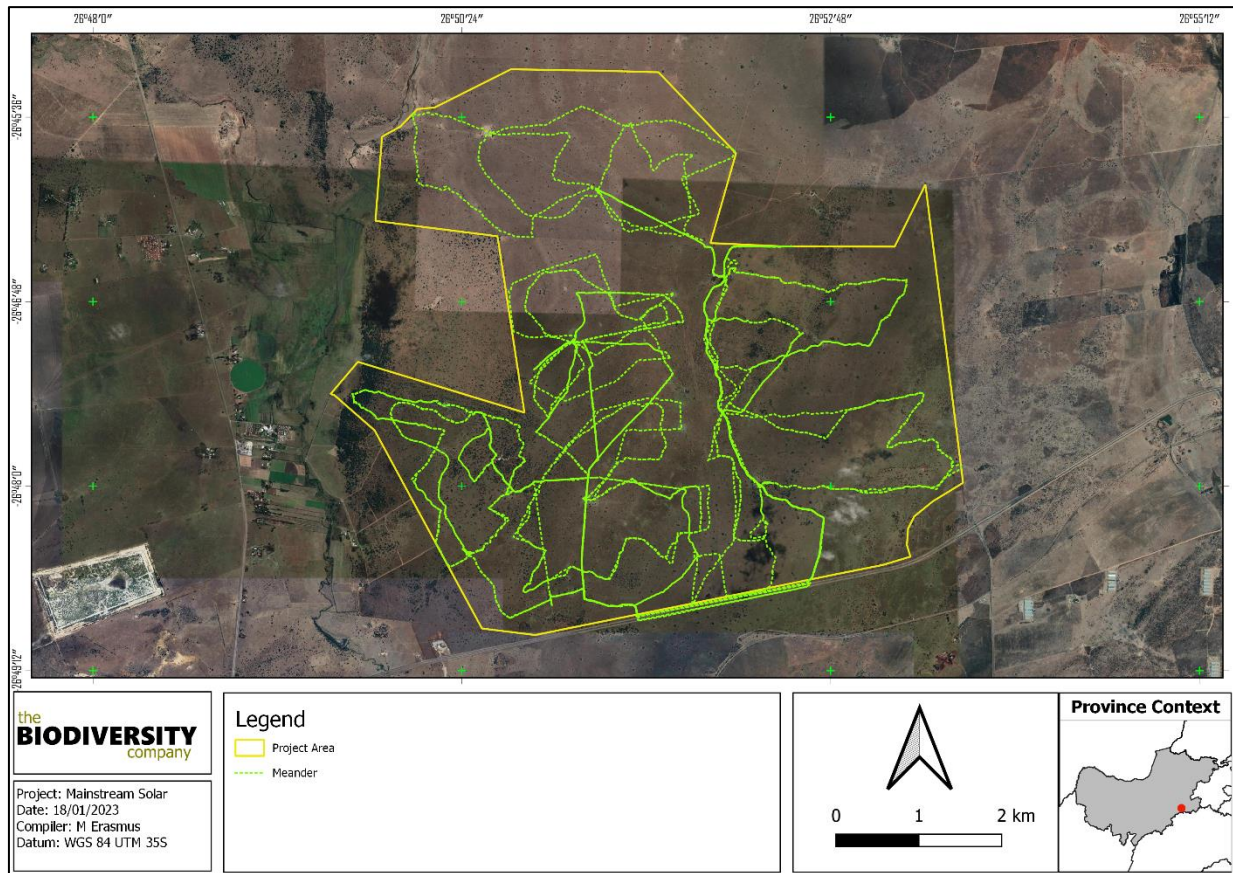 26°48′0″
26°50′24″
26°52′48″
26°55′12″
-26°45′36″
-26°46′48″
-26°48′0″
-26°49′12″
the
BIODIVERSITY
company
Project: Mainstream Solar
Date: 18/01/2023
Compiler: M Erasmus
Datum: WGS 84 UTM 35S
Legend
Project Area
Meander
0 1 2 km
Province Context